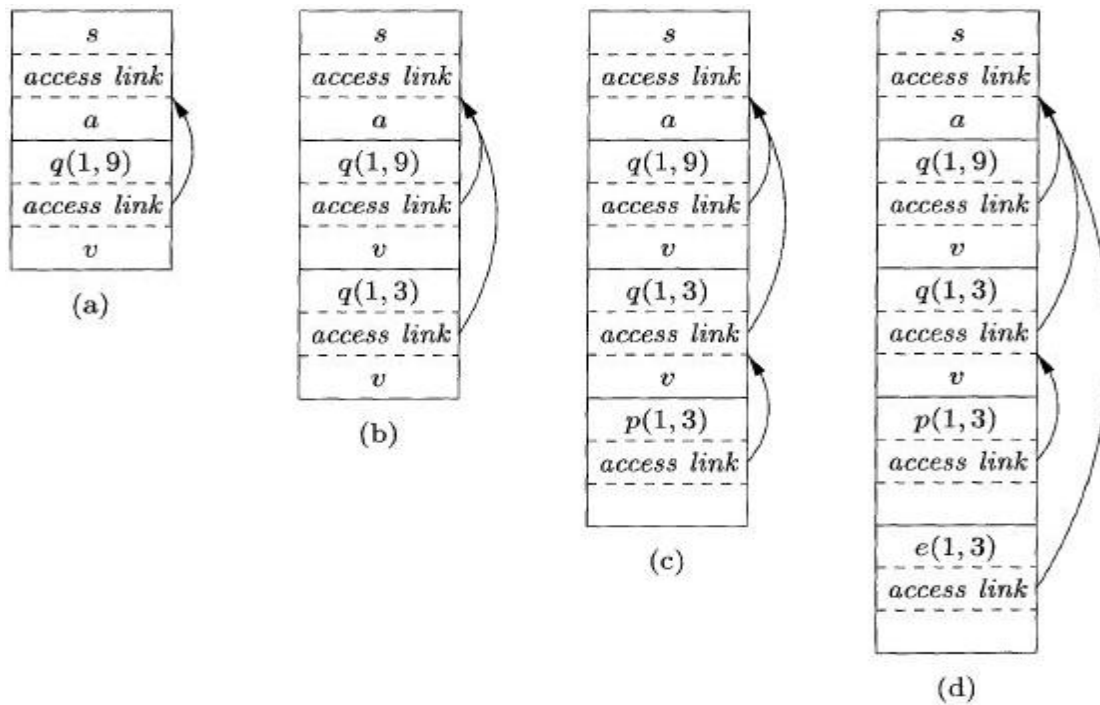 s
access link
a
q(1, 9)
access link
v
(a)
s
access link
a
q(1, 9)
access link
v
q(1, 3)
access link
v
(b)
s
access link
a
q(1, 9)
access link
v
q(1, 3)
access link
v
p(1, 3)
access link
(c)
s
access link
a
q(1, 9)
access link
v
q(1, 3)
access link
v
p(1, 3)
access link
e(1, 3)
access link
(d)